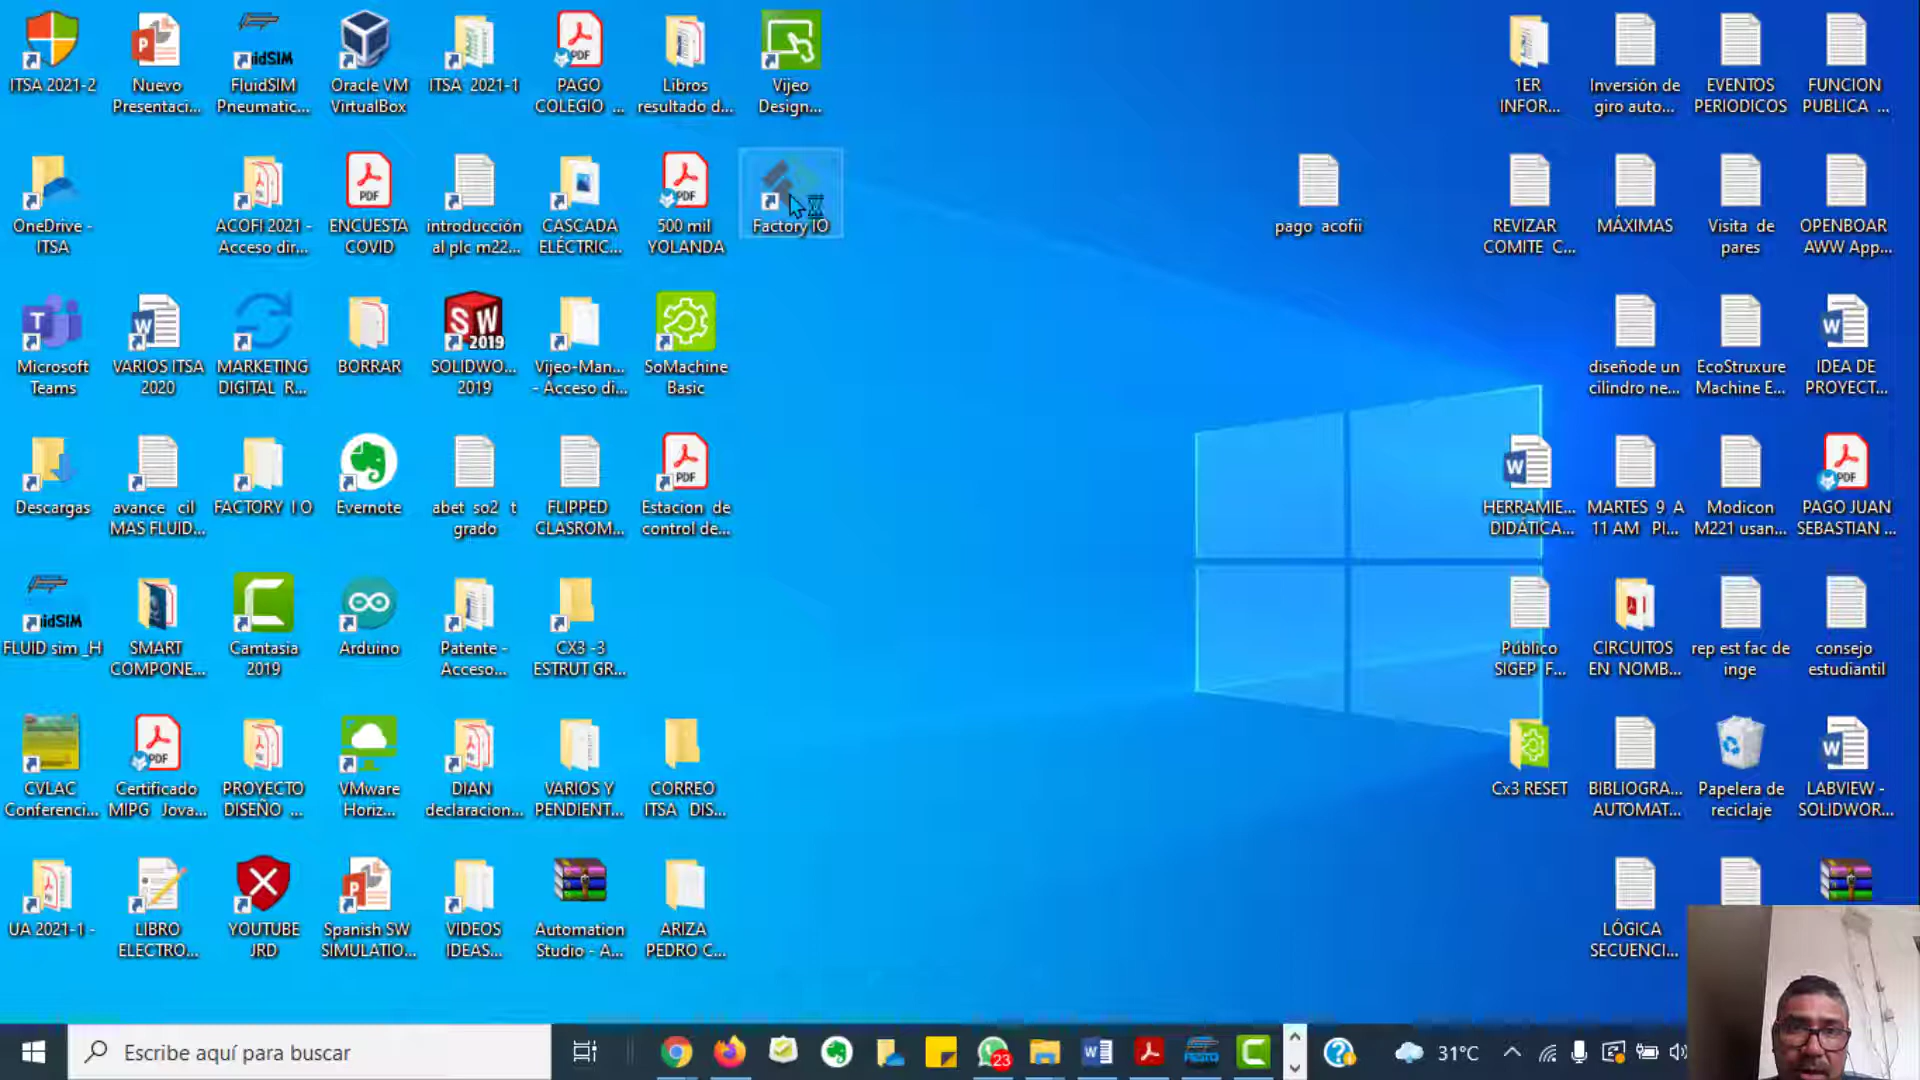 ITSA 2021-2
Nuevo
Presentaci...
FluidSIM
Pneumatic...
Oracle VM
VirtualBox
ITSA 2021-1
PAGO
COLEGIO ...
Libros
resultado d...
Vijeo
Design...
1ER
INFOR...
Inversión de
giro auto...
EVENTOS
PERIODICOS
FUNCION
PUBLICA ...
OneDrive -
ITSA
ACOFI 2021 -
Acceso dir...
ENCUESTA
COVID
introducción
al plc m22...
CASCADA
ELÉCTRIC...
500 mil
YOLANDA
Factory IO
pago acofii
REVIZAR
COMITE C...
MÁXIMAS
Visita de
pares
OPENBOAR
AWW App...
Microsoft
Teams
VARIOS ITSA
2020
MARKETING
DIGITAL R...
BORRAR
SW
2019
SOLIDWO...
2019
Vijeo-Man...
- Acceso di...
SoMachine
Basic
diseñode un
cilindro ne...
EcoStruxure
Machine E...
IDEA DE
PROYECT...
Descargas
avance cil
MAS FLUID...
FACTORY I O
Evernote
abet so2 t
grado
FLIPPED
CLASROM...
Estacion de
control de...
HERRAMIE...
DIDÁTICA...
MARTES 9 A
11 AM PI...
Modicon
M221 usan...
PAGO JUAN
SEBASTIAN ...
FLUID sim _H
SMART
COMPONE...
Camtasia
2019
Arduino
Patente -
Acceso...
CX3 -3
ESTRUT GR...
Público
SIGEP F...
CIRCUITOS
EN NOMB...
rep est fac de
inge
consejo
estudiantil
CVLAC
Conferenci...
Certificado
MIPG Jova...
PROYECTO
DISEÑO ...
VMware
Horiz...
DIAN
declaracion...
VARIOS Y
PENDIENT...
CORREO
ITSA DIS...
Cx3 RESET
BIBLIOGRA...
AUTOMAT...
Papelera de
reciclaje
LABVIEW -
SOLIDWOR...
UA 2021-1 -
LIBRO
ELECTRO...
YOUTUBE
JRD
Spanish SW
SIMULATIO...
VIDEOS
IDEAS...
Automation
Studio - A...
ARIZA
PEDRO C...
LÓGICA
SECUENCI...
Escribe aquí para buscar
23
31°C